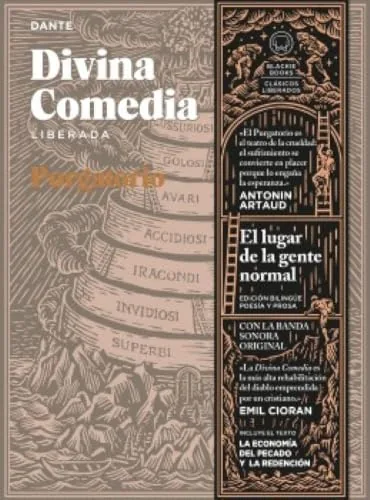 DANTE
Divina
Comedia
LIBERADA
Purgatorio
LUSSURIOSI
GOLOSI
AVARI
ACCIDIOSI
IRACONDI
INVIDIOSI
SUPERBI
BLACKIE
BOOKS
CLÁSICOS
LIBERADOS
«El Purgatorio es
el teatro de la crueldad:
el sufrimiento se
convierte en placer
porque lo engaña
la esperanza.»
ANTONIN
ARTAUD
El lugar
de la gente
normal
EDICIÓN BILINGÜE
POESÍA Y PROSA
CON LA BANDA
SONORA
ORIGINAL
«La Divina Comedia es
la más alta rehabilitación
del diablo emprendida
por un cristiano.»
EMIL CIORAN
INCLUYE EL TEXTO
LA ECONOMÍA
DEL PECADO
Y LA REDENCIÓN